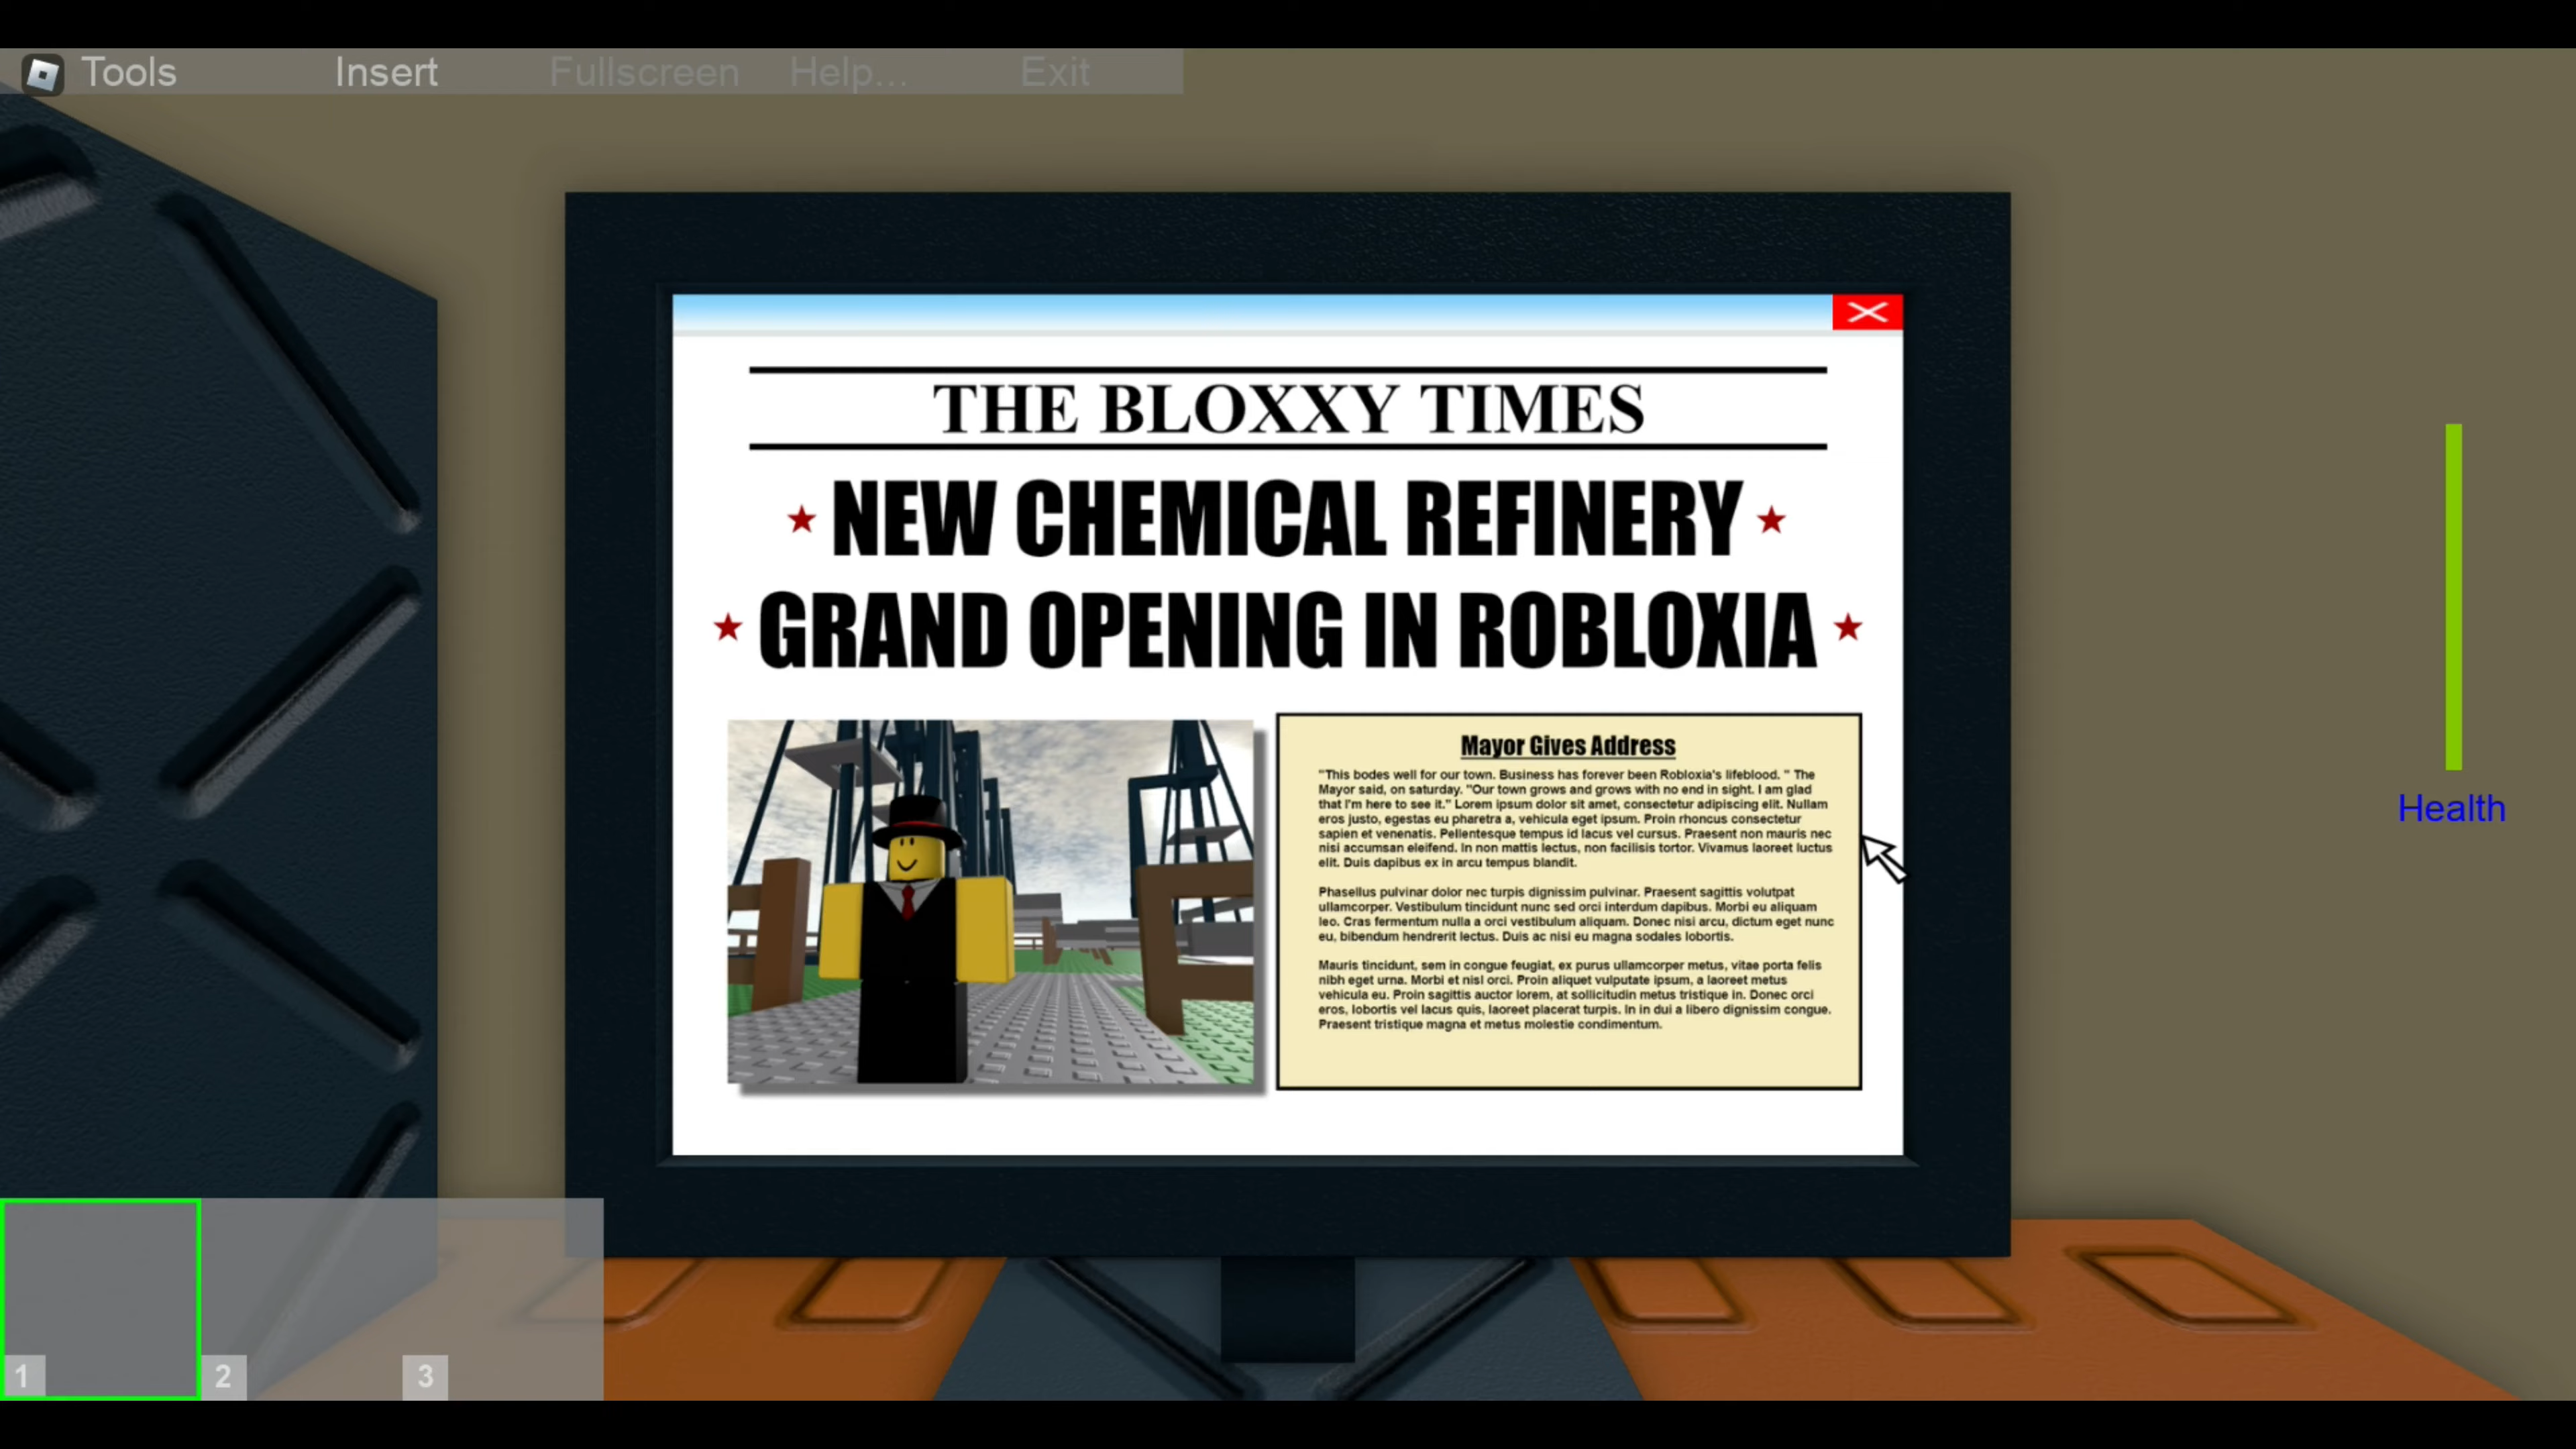 Tools Insert Fullscreen Help... Exit
THE BLOXXY TIMES
NEW CHEMICAL REFINERY
GRAND OPENING IN ROBLOXIA
Mayor Gives Address
"This bodes well for our town. Business has forever been Robloxia's lifeblood. " The
Mayor said, on saturday. "Our town grows and grows with no end in sight. I am glad
that I'm here to see it." Lorem ipsum dolor sit amet, consectetur adipiscing elit. Nullam
eros justo, egestas eu pharetra a, vehicula eget ipsum. Proin rhoncus consectetur
sapien et venenatis. Pellentesque tempus id lacus vel cursus. Praesent non mauris nec
nisi accumsan eleifend. In non mattis lectus, non facilisis tortor. Vivamus laoreet luctus
elit. Duis dapibus ex in arcu tempus blandit.
Phasellus pulvinar dolor nec turpis dignissim pulvinar. Praesent sagittis volutpat
ullamcorper. Vestibulum tincidunt nunc sed orci interdum dapibus. Morbi eu aliquam
leo. Cras fermentum nulla a orci vestibulum aliquam. Donec nisi arcu, dictum eget nunc
eu, bibendum hendrerit lectus. Duis ac nisi eu magna sodales lobortis.
Mauris tincidunt, sem in congue feugiat, ex purus ullamcorper metus, vitae porta felis
nibh eget urna. Morbi et nisl orci. Proin aliquet vulputate ipsum, a laoreet metus
vehicula eu. Proin sagittis auctor lorem, at sollicitudin metus tristique in. Donec orci
eros, lobortis vel lacus quis, laoreet placerat turpis. In in dui a libero dignissim congue.
Praesent tristique magna et metus molestie condimentum.
Health
1 2 3